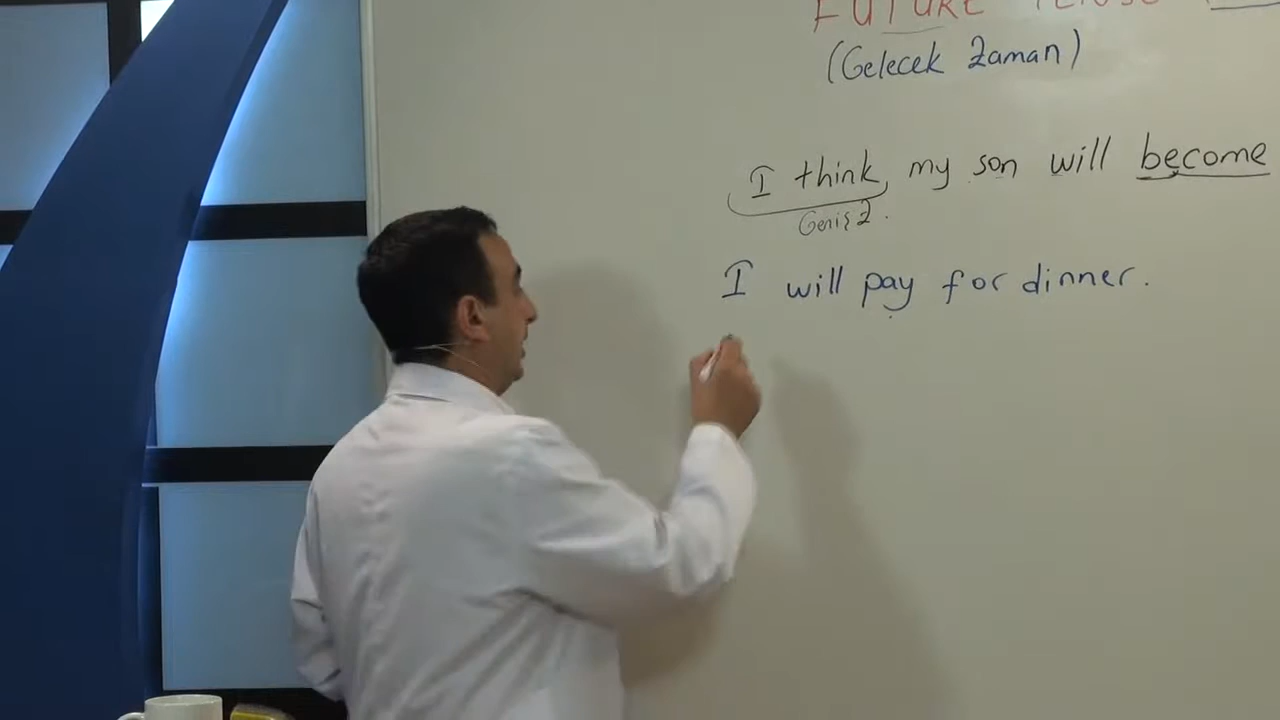 FUTURE Tense
(Gelecek Zaman)
I think my son will become
Geniş Z.
I will pay for dinner.